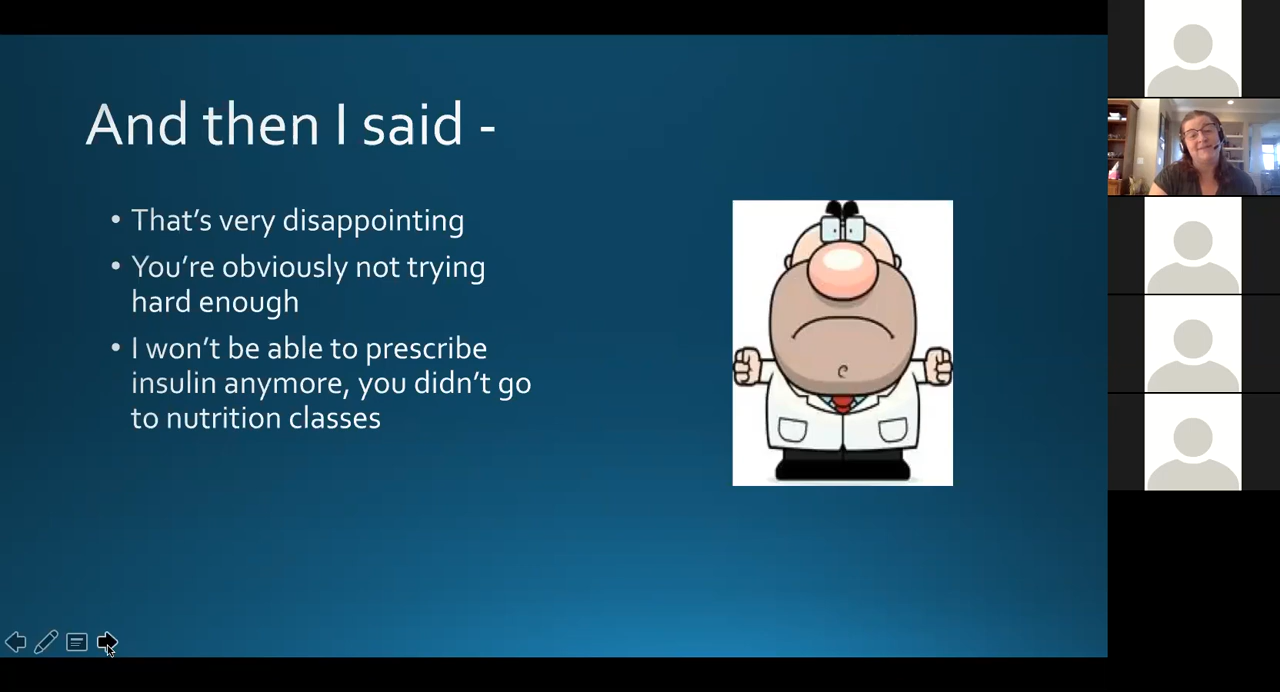 And then I said -
• That’s very disappointing
• You’re obviously not trying
hard enough
• I won’t be able to prescribe
insulin anymore, you didn’t go
to nutrition classes